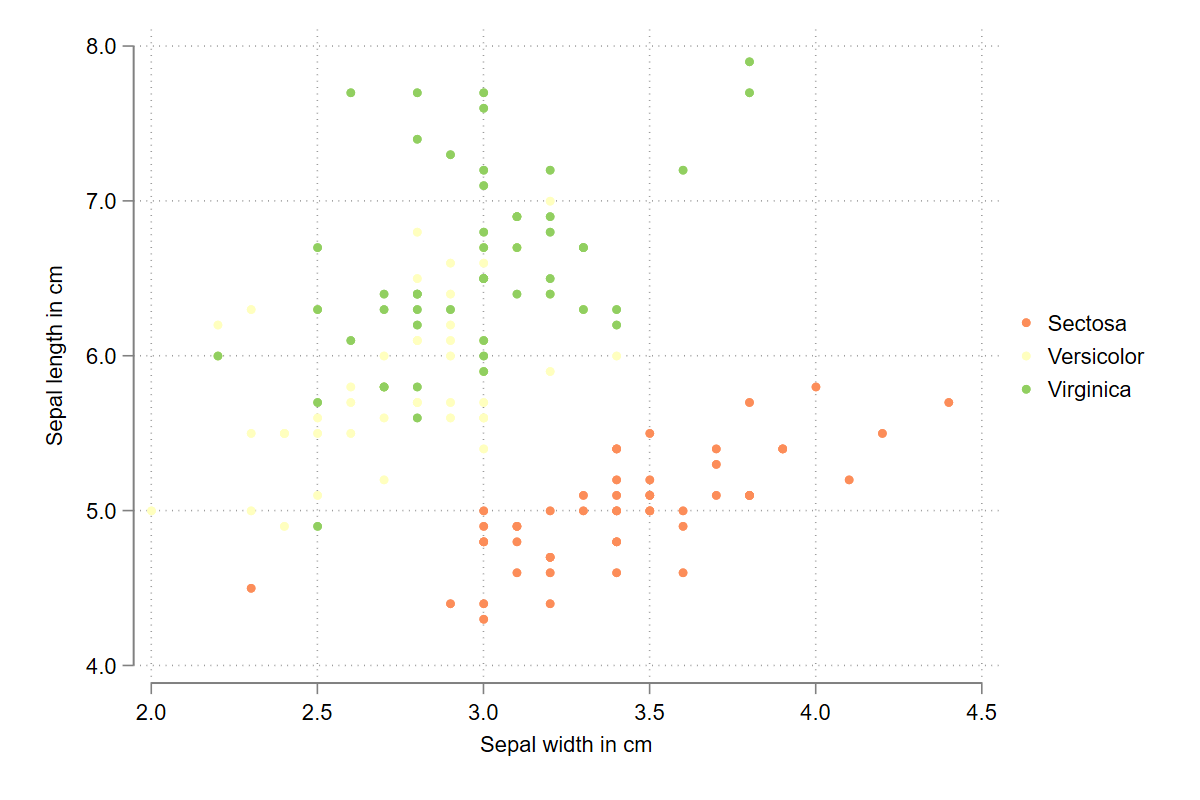 8.0
7.0
6.0
5.0
4.0
Sepal length in cm
2.0 2.5 3.0 3.5 4.0 4.5
Sepal width in cm
Sectosa
Versicolor
Virginica